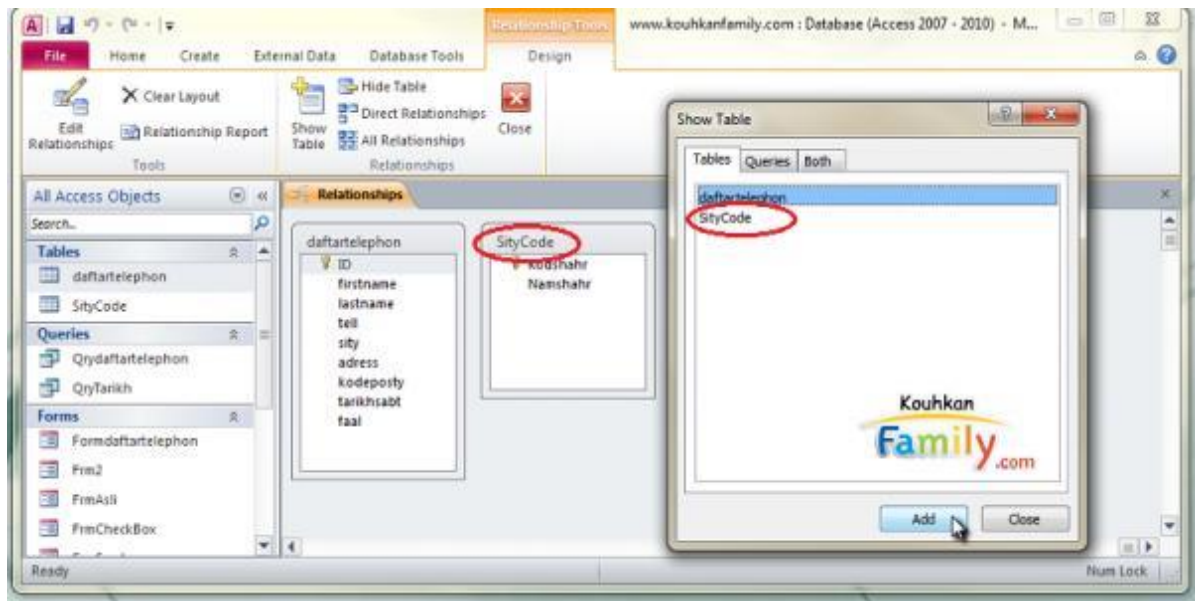 A
Relationship Tools
www.kouhkanfamily.com : Database (Access 2007 - 2010) - M...
File Home Create External Data Database Tools Design
Edit Relationships
Clear Layout
Relationship Report
Tools
Show Table
Hide Table
Direct Relationships
All Relationships
Relationships
Close
All Access Objects
Search..
Tables
daftartelephon
SityCode
Queries
Qrydaftartelephon
QryTarikh
Forms
Formdaftartelephon
Frm2
FrmAsli
FrmCheckBox
Relationships
daftartelephon
ID
firstname
lastname
tell
sity
adress
kodeposty
tarikhsabt
faal
SityCode
Kodshahr
Namshahr
Show Table
Tables Queries Both
daftartelephon
SityCode
Kouhkan
Family.com
Add Close
Ready
Num Lock